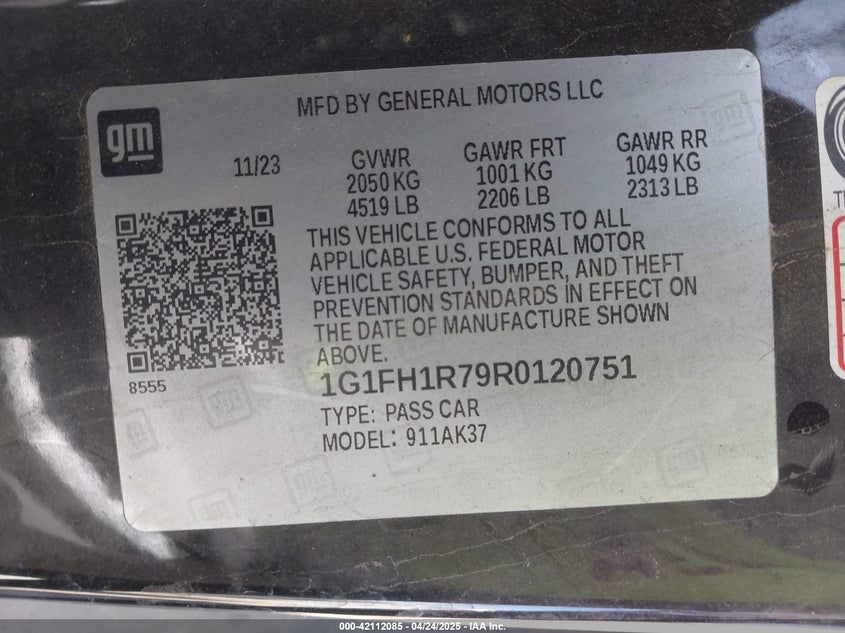 MFD BY GENERAL MOTORS LLC
gm
11/23
GVWR GAWR FRT GAWR RR
2050 KG 1001 KG 1049 KG
4519 LB 2206 LB 2313 LB
THIS VEHICLE CONFORMS TO ALL
APPLICABLE U.S. FEDERAL MOTOR
VEHICLE SAFETY, BUMPER, AND THEFT
PREVENTION STANDARDS IN EFFECT ON
THE DATE OF MANUFACTURE SHOWN
ABOVE.
8555
1G1FH1R79R0120751
TYPE: PASS CAR
MODEL: 911AK37
000-42112085 - 04/24/2025 - IAA Inc.